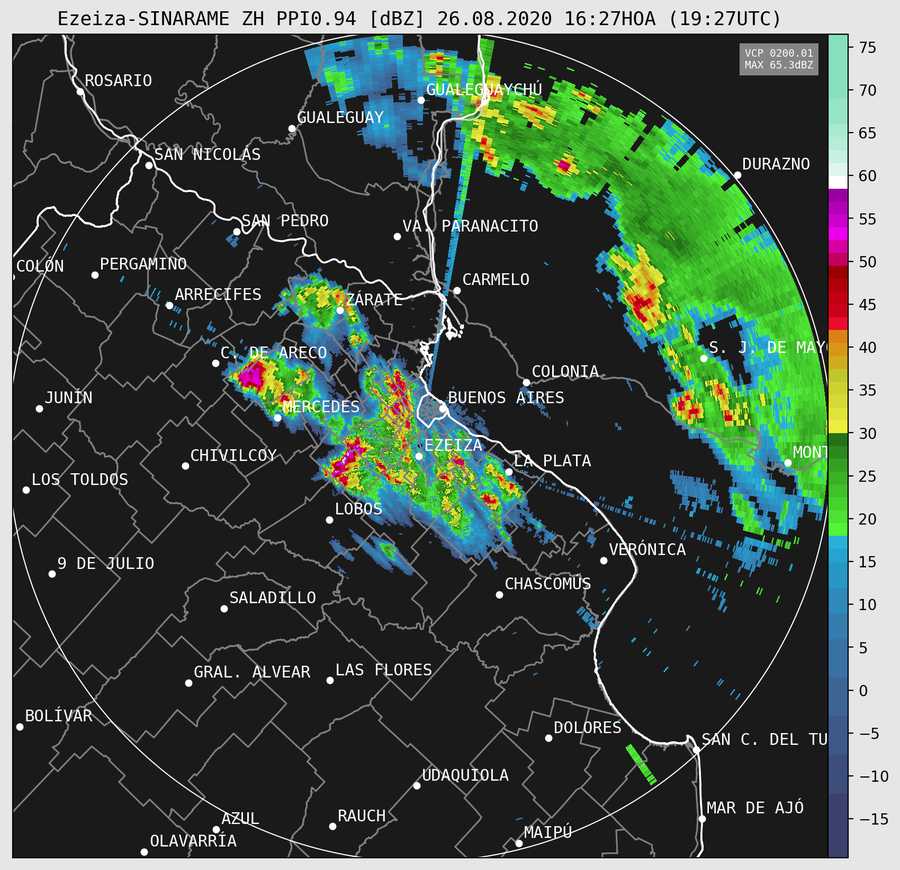 Ezeiza-SINARAME ZH PPI0.94 [dBZ] 26.08.2020 16:27HOA (19:27UTC)
VCP 0200.01
MAX 65.3dBZ
ROSARIO
GUALEGUAYCHÚ
GUALEGUAY
SAN NICOLAS
DURAZNO
SAN PEDRO
VA. PARANACITO
COLÓN
PERGAMINO
CARMELO
ARRECIFES
ZÁRATE
C. DE ARECO
S. J. DE MAY
COLONIA
JUNÍN
MERCEDES
BUENOS AIRES
EZEIZA
CHIVILCOY
LA PLATA
MONT
LOS TOLDOS
LOBOS
VERÓNICA
9 DE JULIO
CHASCOMÚS
SALADILLO
GRAL. ALVEAR
LAS FLORES
BOLÍVAR
DOLORES
SAN C. DEL TU
UDAQUIOLA
MAR DE AJÓ
AZUL
RAUCH
MAIPÚ
OLAVARRÍA
75
70
65
60
55
50
45
40
35
30
25
20
15
10
5
0
−5
−10
−15